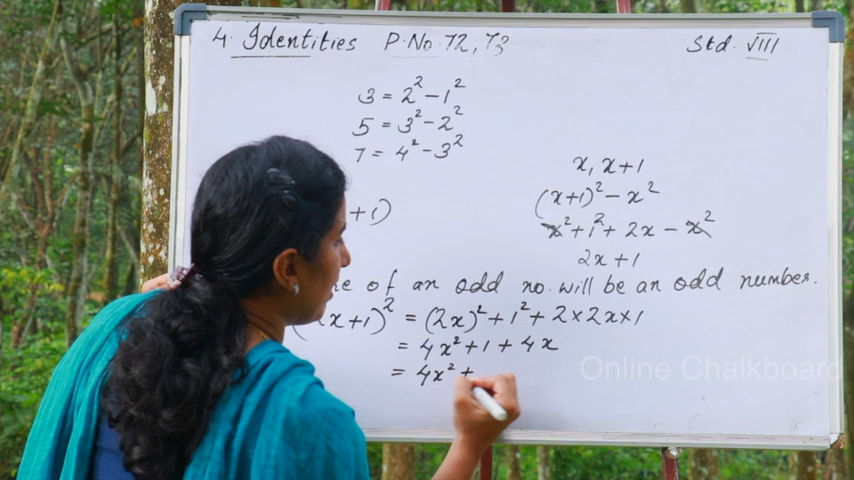 4. Identities P.No.72,73 Std. VIII
3 = 2² - 1²
5 = 3² - 2²
7 = 4² - 3²
x, x+1
(x+1)² - x²
+1)
x² + 1² + 2x - x²
2x+1
of an odd no. will be an odd number.
x+1)² = (2x)² + 1² + 2×2x×1
= 4x² + 1 + 4x
= 4x² +
Online Chalkboard